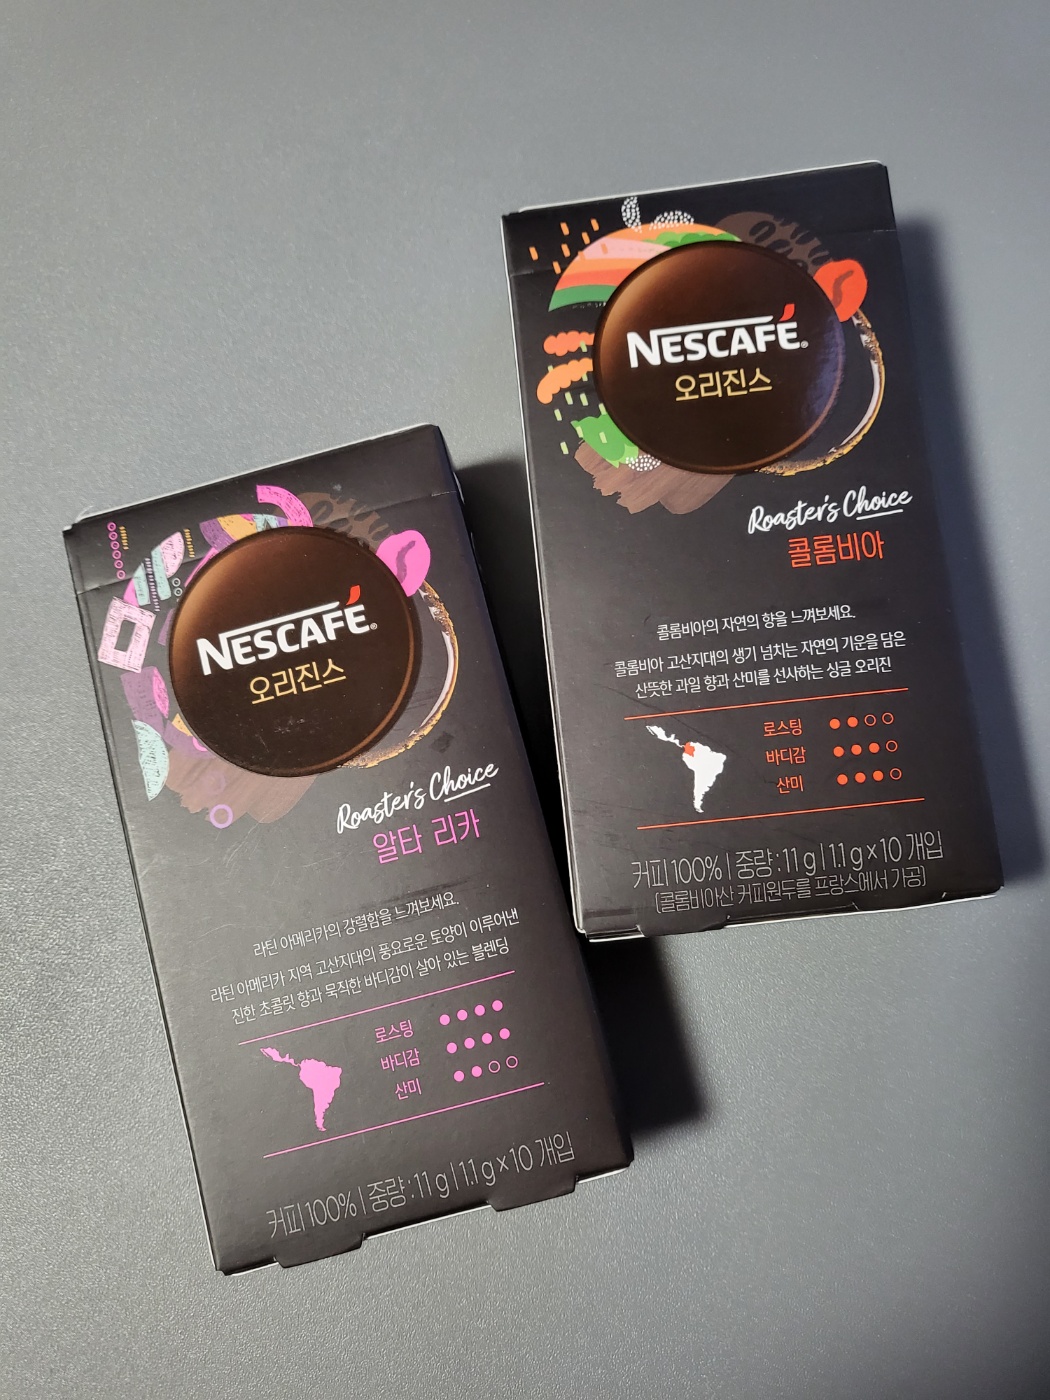 NESCAFÉ®
오리진스
Roaster's Choice
알타 리카
라틴 아메리카의 강렬함을 느껴보세요.
라틴 아메리카 지역 고산지대의 풍요로운 토양이 이루어낸
진한 초콜릿 향과 묵직한 바디감이 살아 있는 블렌딩
로스팅
바디감
산미
커피 100% | 중량 : 11 g | 1.1 g × 10 개입
NESCAFÉ®
오리진스
Roaster's Choice
콜롬비아
콜롬비아의 자연의 향을 느껴보세요.
콜롬비아 고산지대의 생기 넘치는 자연의 기운을 담은
산뜻한 과일 향과 산미를 선사하는 싱글 오리진
로스팅
바디감
산미
커피 100% | 중량 : 11 g | 1.1 g × 10 개입
(콜롬비아산 커피원두를 프랑스에서 가공)